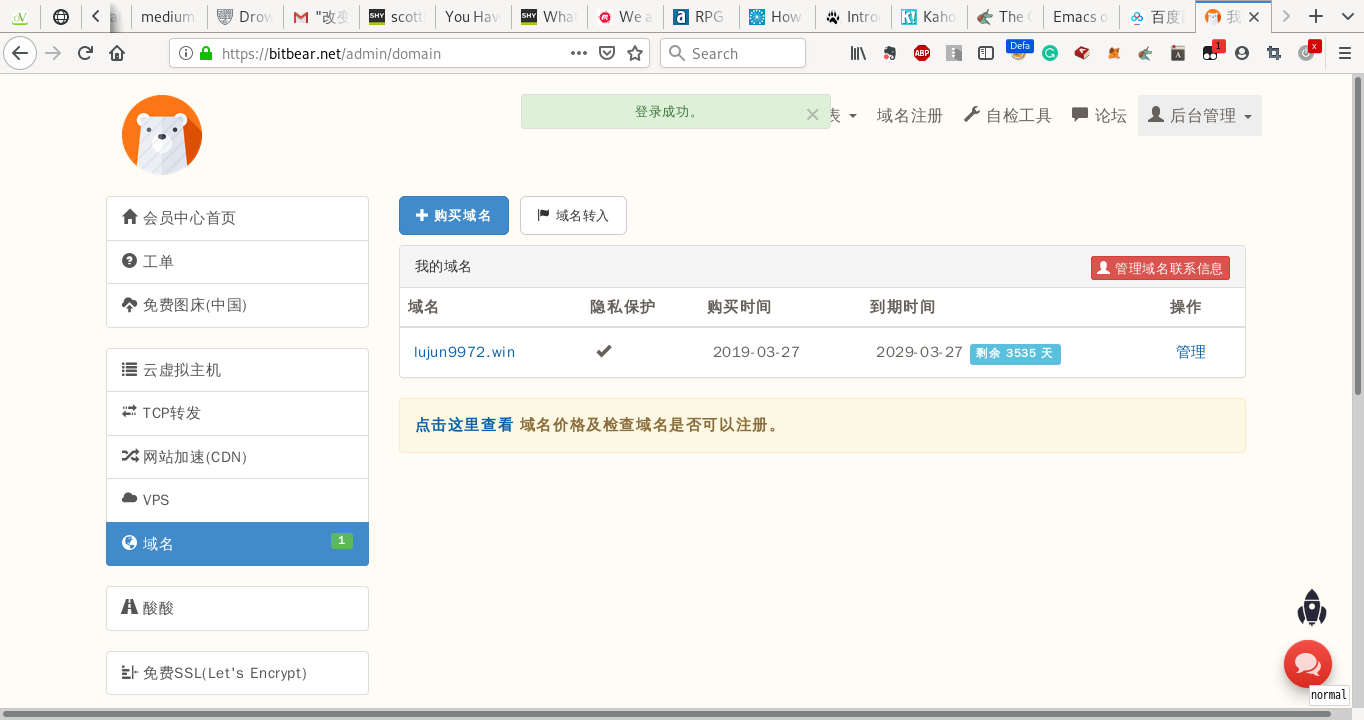 medium.
Drow
"改变
scott
You Have
What
We a
RPG
How
Intro
Kaho
The
Emacs o
百度
我
https://bitbear.net/admin/domain
Search
ABP
Defa
1
x
登录成功。 ×
表
域名注册
自检工具
论坛
后台管理
会员中心首页
工单
免费图床(中国)
云虚拟主机
TCP转发
网站加速(CDN)
VPS
域名 1
酸酸
免费SSL(Let's Encrypt)
购买域名
域名转入
我的域名
管理域名联系信息
域名 隐私保护 购买时间 到期时间 操作
lujun9972.win 2019-03-27 2029-03-27 剩余 3535 天 管理
点击这里查看 域名价格及检查域名是否可以注册。
normal